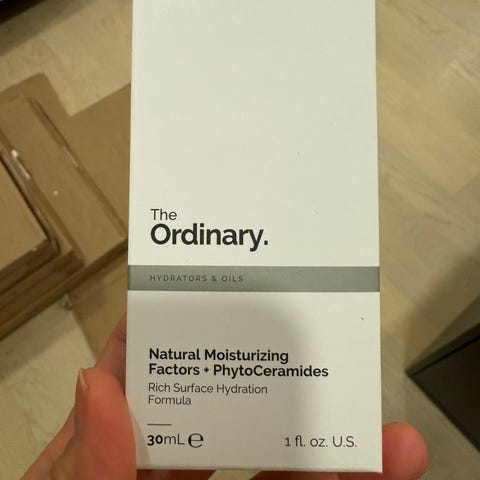 The
Ordinary.
HYDRATORS & OILS
Natural Moisturizing
Factors + PhytoCeramides
Rich Surface Hydration
Formula
30mL ℮
1 fl. oz. U.S.